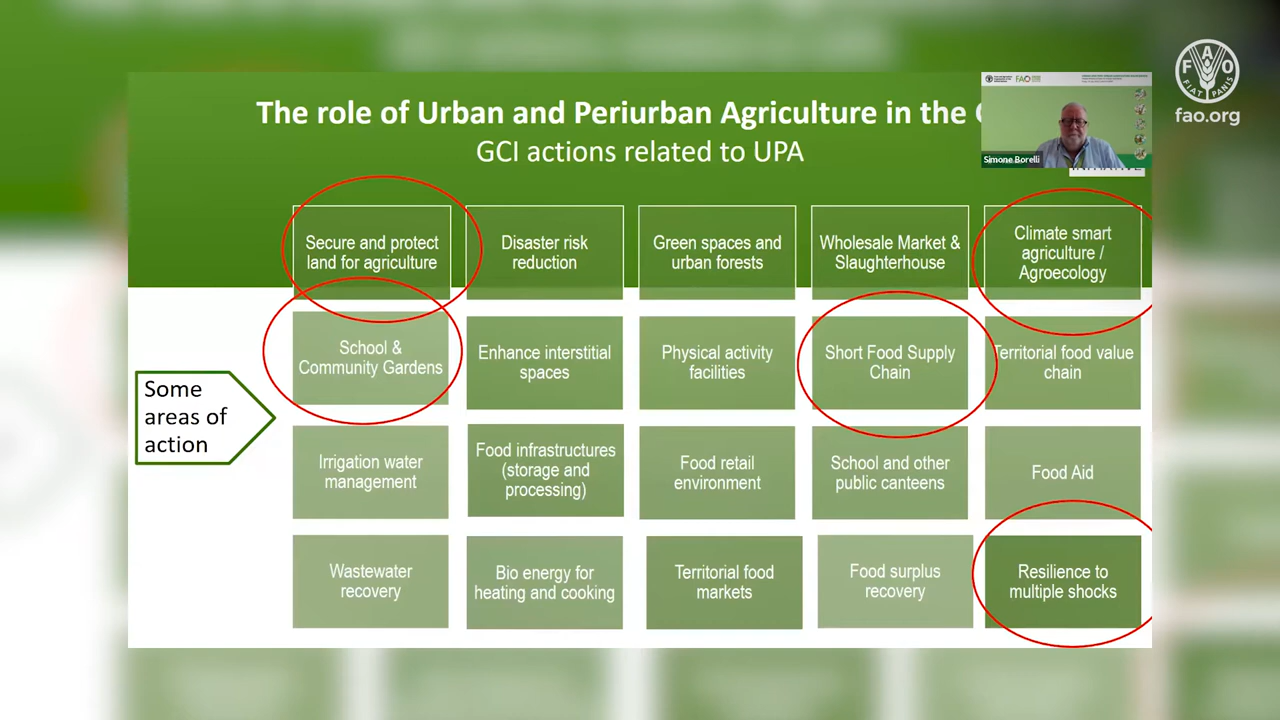 The role of Urban and Periurban Agriculture in the
GCI actions related to UPA
Simone Borelli
FAO
FIAT PANIS
fao.org
Secure and protect
land for agriculture
Disaster risk
reduction
Green spaces and
urban forests
Wholesale Market &
Slaughterhouse
Climate smart
agriculture /
Agroecology
School &
Community Gardens
Enhance interstitial
spaces
Physical activity
facilities
Short Food Supply
Chain
Territorial food value
chain
Some
areas of
action
Irrigation water
management
Food infrastructures
(storage and
processing)
Food retail
environment
School and other
public canteens
Food Aid
Wastewater
recovery
Bio energy for
heating and cooking
Territorial food
markets
Food surplus
recovery
Resilience to
multiple shocks